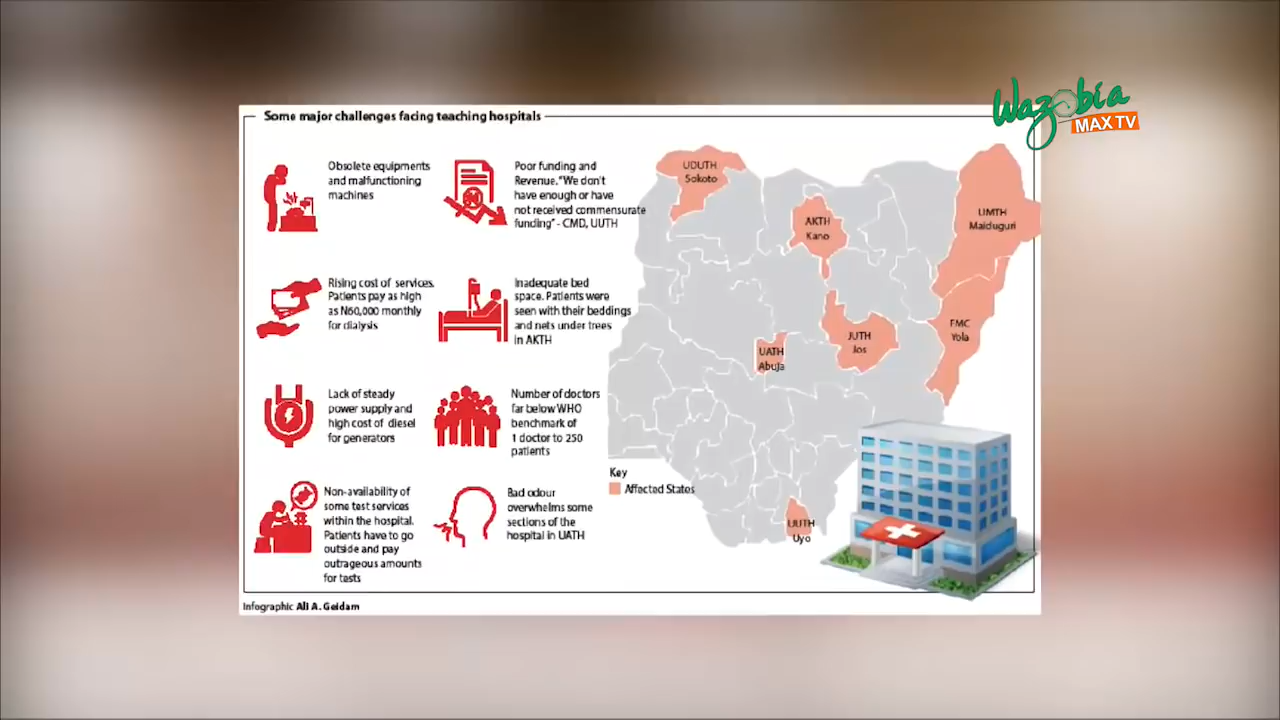 Wazobia
MAX TV
Some major challenges facing teaching hospitals
Obsolete equipments
and malfunctioning
machines
Poor funding and
Revenue. "We don't
have enough or have
not received commensurate
funding" - CMD, UUTH
Rising cost of services.
Patients pay as high
as N60,000 monthly
for dialysis
Inadequate bed
space. Patients were
seen with their beddings
and nets under trees
in AKTH
Lack of steady
power supply and
high cost of diesel
for generators
Number of doctors
far below WHO
benchmark of
1 doctor to 250
patients
Non-availability of
some test services
within the hospital.
Patients have to go
outside and pay
outrageous amounts
for tests
Bad odour
overwhelms some
sections of the
hospital in UATH
UDUTH
Sokoto
AKTH
Kano
UMTH
Maiduguri
JUTH
Jos
FMC
Yola
UATH
Abuja
UUTH
Uyo
Key
Affected States
Infographic Ali A. Geidam